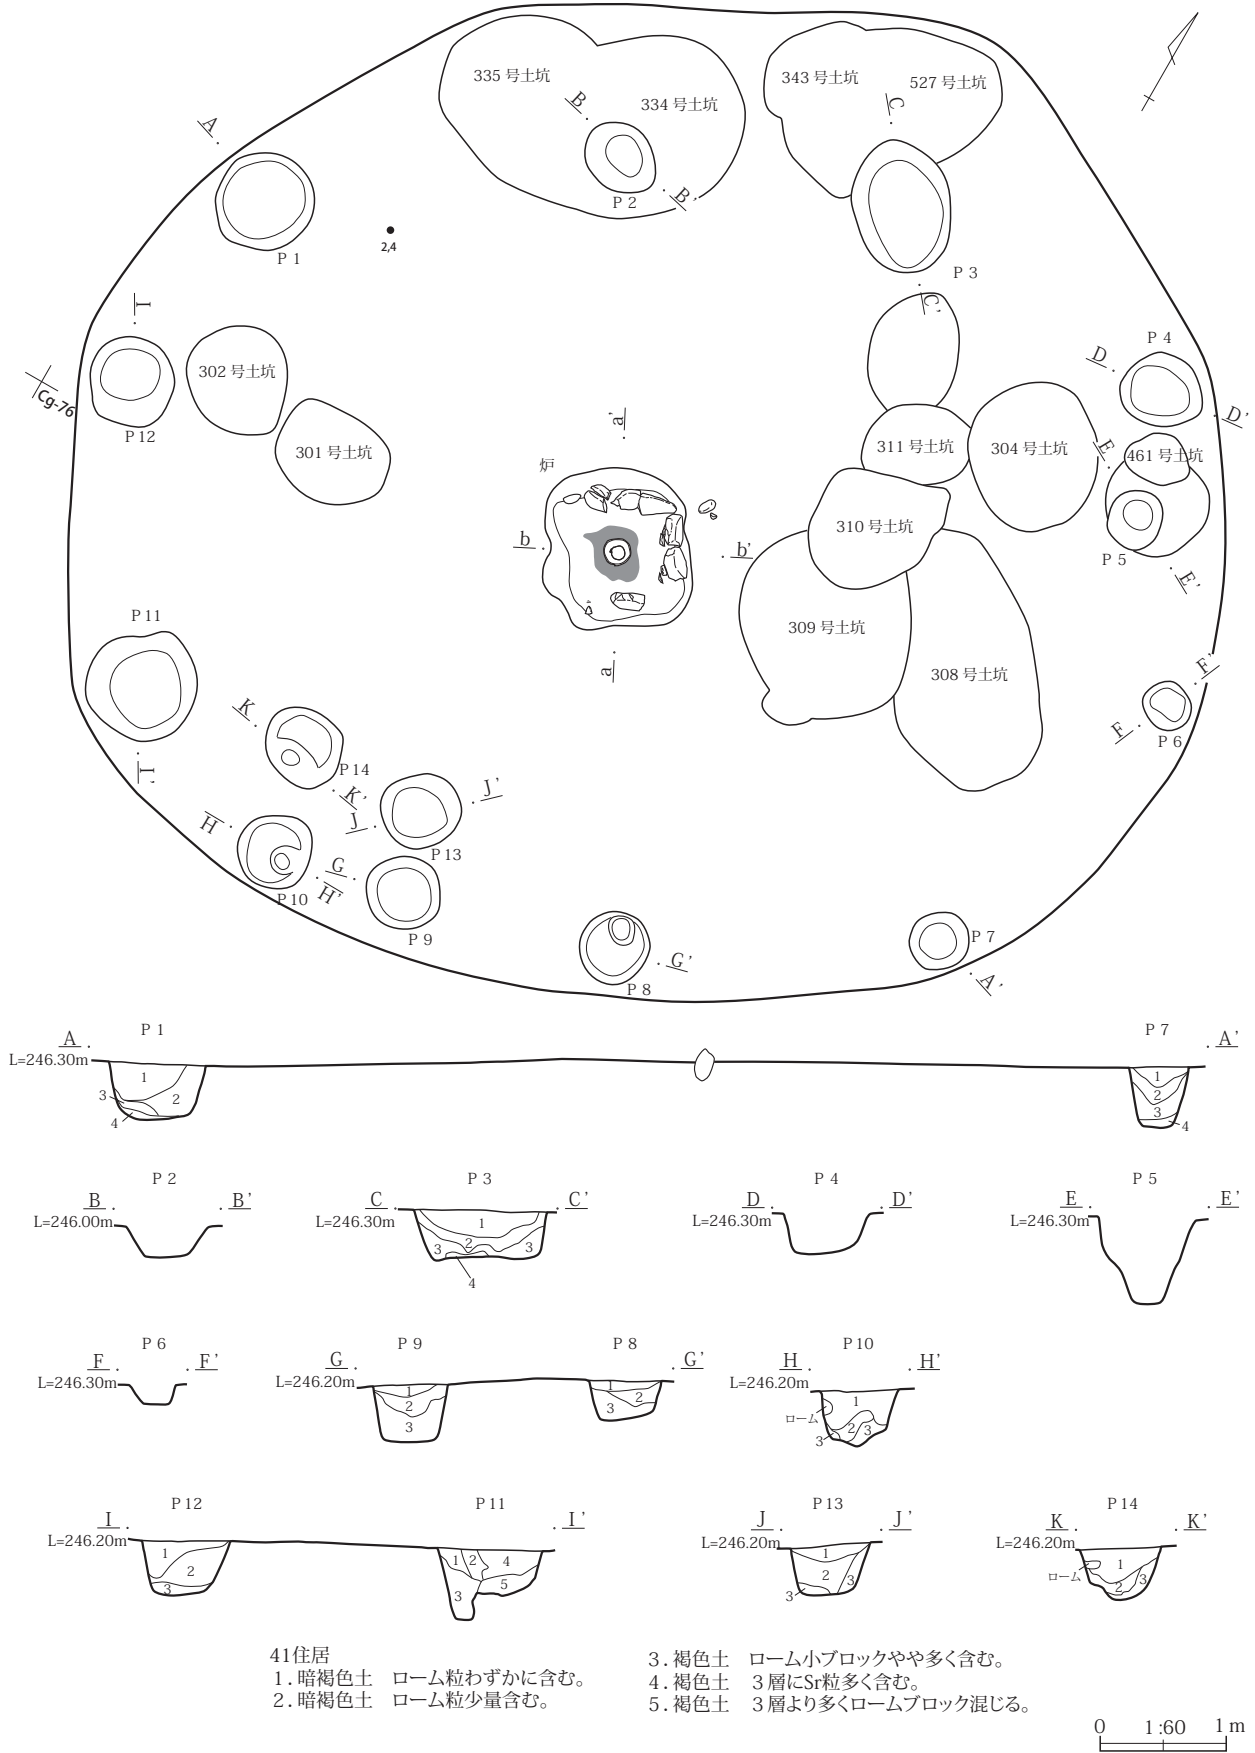 335 号土坑
343 号土坑
527 号土坑
334 号土坑
B
C
A
B'
P 2
P 1
2,4
P 3
C'
I
P 4
D
302 号土坑
Cg-76
D'
P 12
a'
E
311 号土坑
304 号土坑
461 号土坑
301 号土坑
炉
310 号土坑
b
b'
P 5
E'
P 11
309 号土坑
F'
a
308 号土坑
K
F
P 6
I'
P 14
K'
J'
H
J
P 13
G
P 10
H'
P 9
P 7
G'
P 8
A'
P 1
P 7
A
A'
L=246.30m
1
2
3
4
1
2
3
4
P 2
P 3
P 4
P 5
B
B'
C
C'
D
D'
E
E'
L=246.00m
L=246.30m
L=246.30m
L=246.30m
1
2
3
3
4
P 6
P 9
P 8
P 10
F
F'
G
G'
H
H'
L=246.30m
L=246.20m
L=246.20m
1
2
3
1
2
3
1
ローム
2
3
3
P 12
P 11
P 13
P 14
I
I'
J
J'
K
K'
L=246.20m
L=246.20m
L=246.20m
1
2
3
1
2
4
5
3
1
2
3
3
1
ローム
2
3
41住居
1. 暗褐色土　ローム粒わずかに含む。
2. 暗褐色土　ローム粒少量含む。
3. 褐色土　ローム小ブロックやや多く含む。
4. 褐色土　3層にSr粒多く含む。
5. 褐色土　3層より多くロームブロック混じる。
0　1:60　1 m